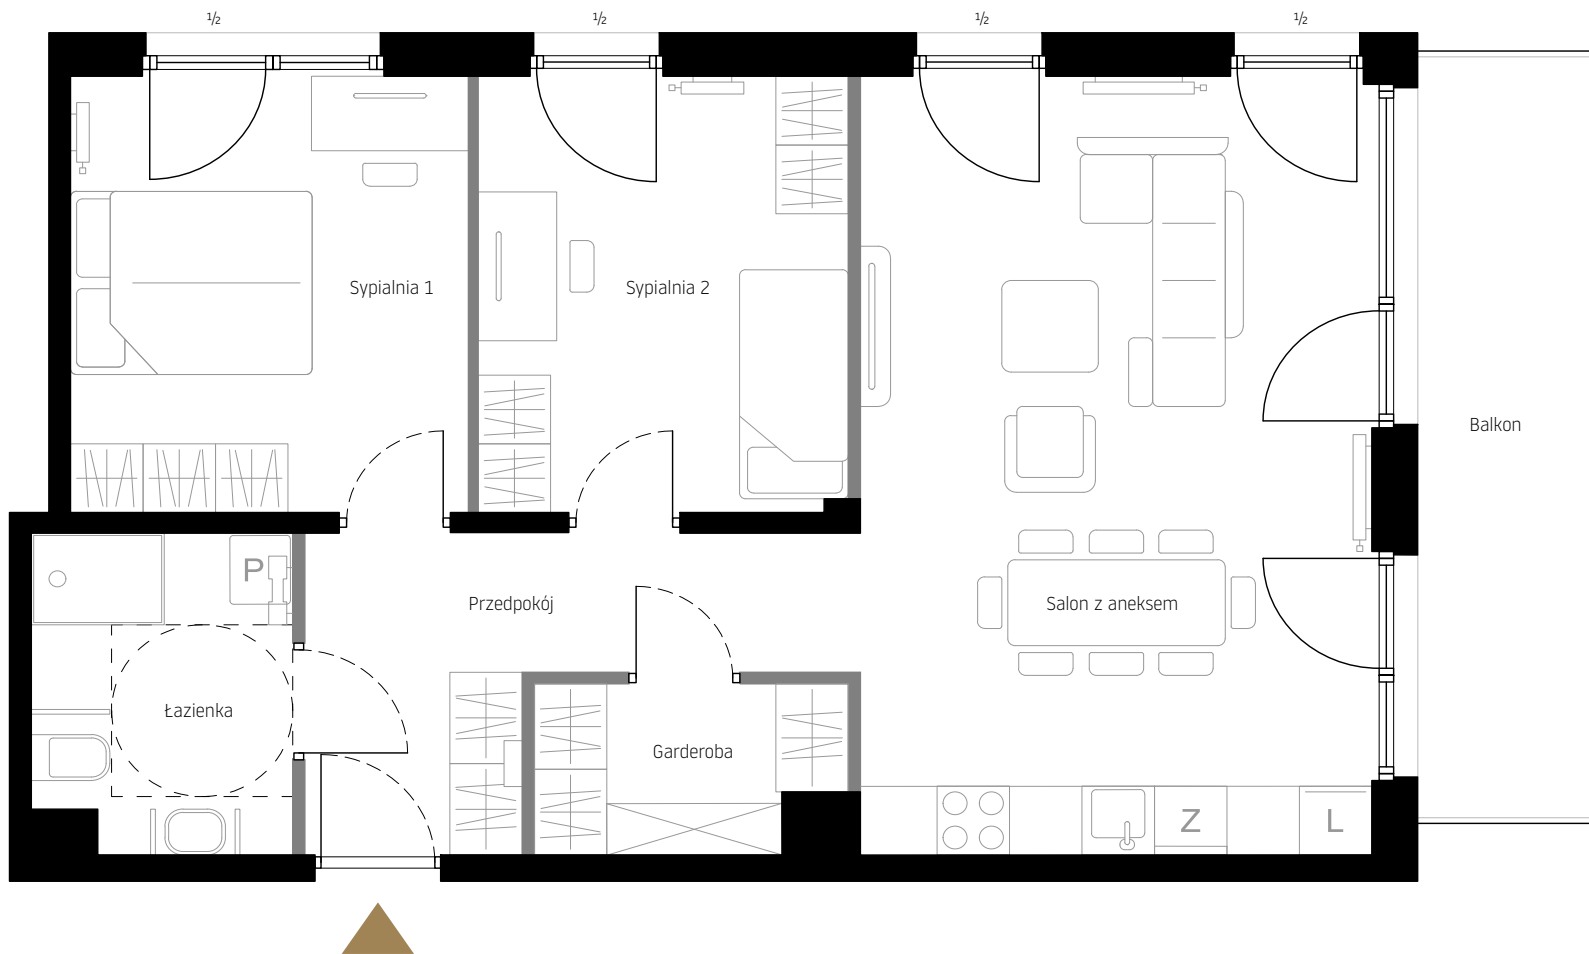 ½ ½ ½ ½
Sypialnia 1 Sypialnia 2
Balkon
P
Przedpokój Salon z aneksem
Łazienka
Garderoba
Z L